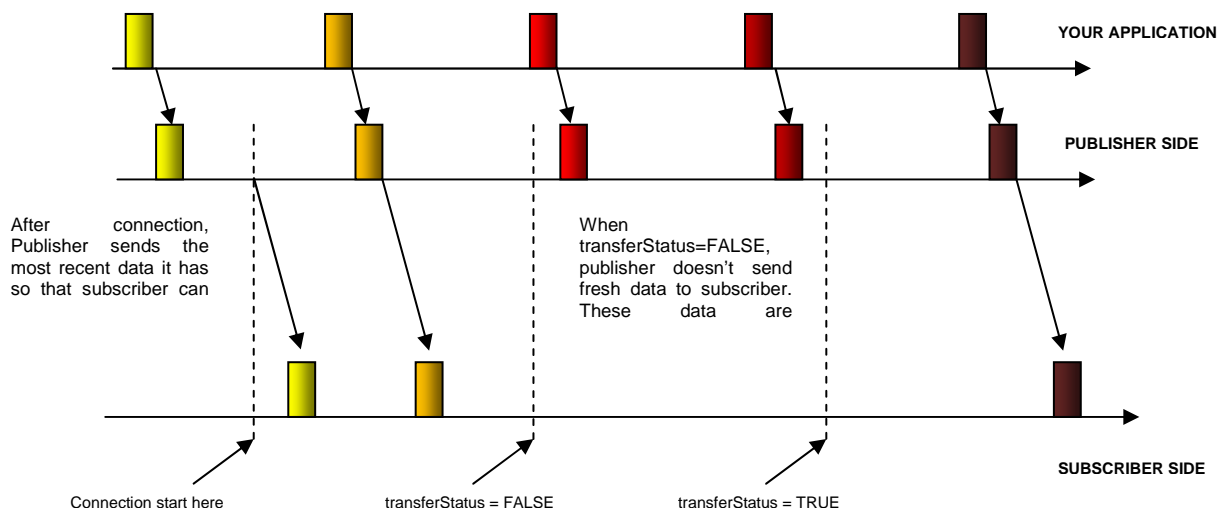 YOUR APPLICATION
PUBLISHER SIDE
After connection,
Publisher sends the
most recent data it has
so that subscriber can
When
transferStatus=FALSE,
publisher doesn't send
fresh data to subscriber.
These data are
SUBSCRIBER SIDE
Connection start here
transferStatus = FALSE
transferStatus = TRUE